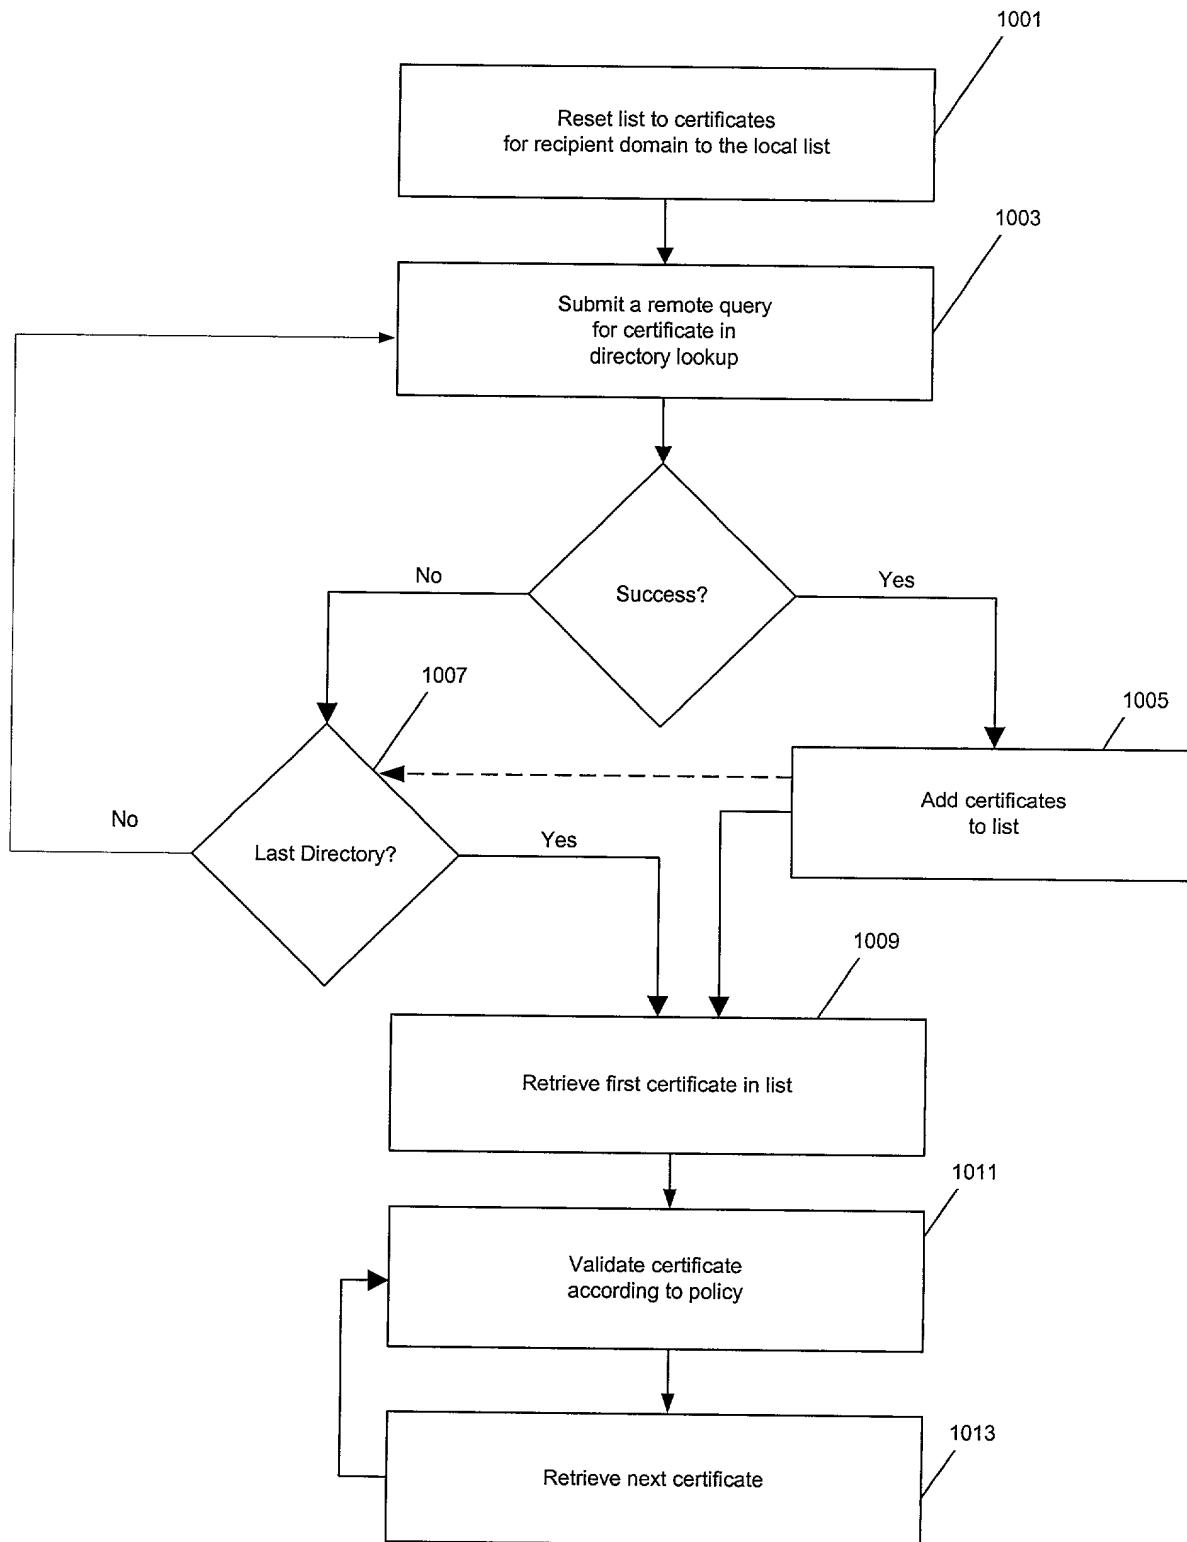 1001
Reset list to certificates
for recipient domain to the local list
1003
Submit a remote query
for certificate in
directory lookup
No
Success?
Yes
1007
1005
Add certificates
to list
No
Last Directory?
Yes
1009
Retrieve first certificate in list
1011
Validate certificate
according to policy
1013
Retrieve next certificate